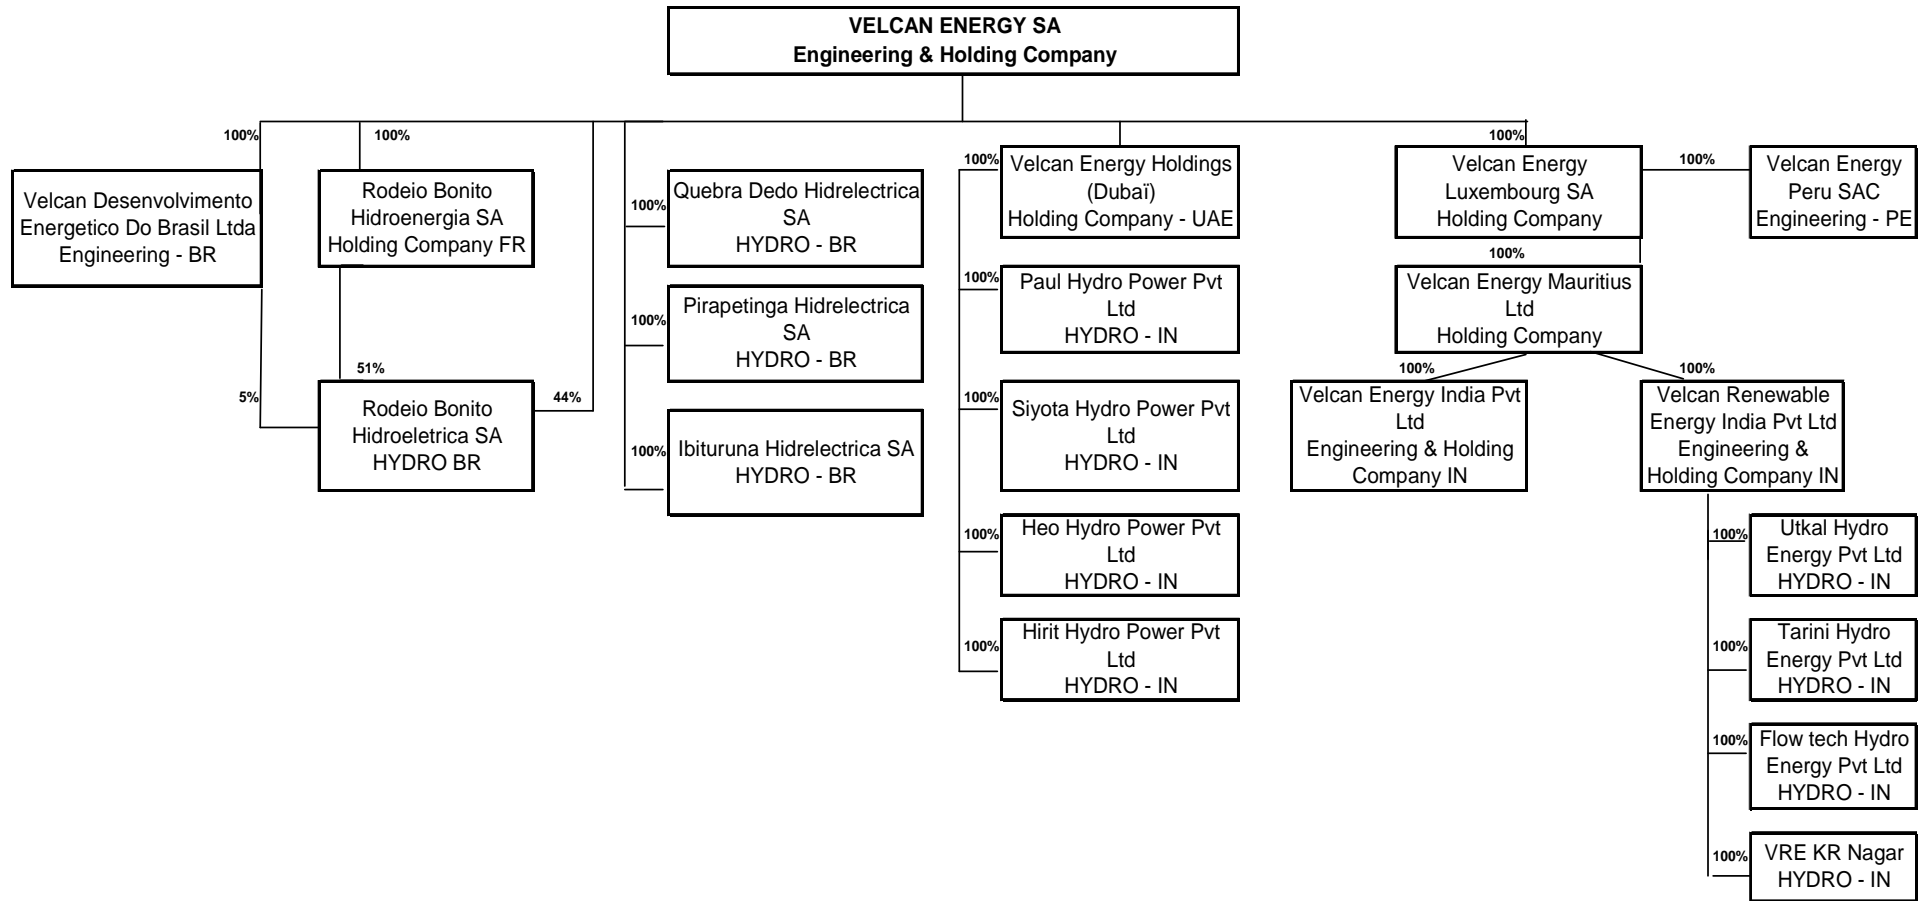 VELCAN ENERGY SA
Engineering & Holding Company
100%
100%
100%
100%
100%
Velcan Desenvolvimento
Energetico Do Brasil Ltda
Engineering - BR
Rodeio Bonito
Hidroenergia SA
Holding Company FR
100%
Quebra Dedo Hidrelectrica
SA
HYDRO - BR
Velcan Energy Holdings
(Dubaï)
Holding Company - UAE
Velcan Energy
Luxembourg SA
Holding Company
Velcan Energy
Peru SAC
Engineering - PE
100%
Pirapetinga Hidrelectrica
SA
HYDRO - BR
100%
Paul Hydro Power Pvt
Ltd
HYDRO - IN
100%
Velcan Energy Mauritius
Ltd
Holding Company
51%
5%
44%
Rodeio Bonito
Hidroeletrica SA
HYDRO BR
100%
Ibituruna Hidrelectrica SA
HYDRO - BR
100%
Siyota Hydro Power Pvt
Ltd
HYDRO - IN
100%
100%
Velcan Energy India Pvt
Ltd
Engineering & Holding
Company IN
Velcan Renewable
Energy India Pvt Ltd
Engineering &
Holding Company IN
100%
Heo Hydro Power Pvt
Ltd
HYDRO - IN
100%
Utkal Hydro
Energy Pvt Ltd
HYDRO - IN
100%
Hirit Hydro Power Pvt
Ltd
HYDRO - IN
100%
Tarini Hydro
Energy Pvt Ltd
HYDRO - IN
100%
Flow tech Hydro
Energy Pvt Ltd
HYDRO - IN
100%
VRE KR Nagar
HYDRO - IN